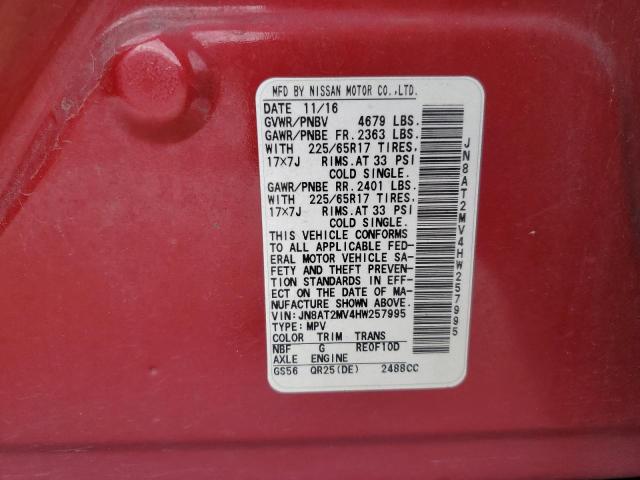 MFD BY NISSAN MOTOR CO.,LTD.
DATE 11/16
GVWR/PNBV 4679 LBS.
GAWR/PNBE FR. 2363 LBS.
WITH 225/65R17 TIRES.
17×7J RIMS. AT 33 PSI
COLD SINGLE.
GAWR/PNBE RR. 2401 LBS.
WITH 225/65R17 TIRES.
17×7J RIMS. AT 33 PSI
COLD SINGLE.
THIS VEHICLE CONFORMS
TO ALL APPLICABLE FED-
ERAL MOTOR VEHICLE SA-
FETY AND THEFT PREVEN-
TION STANDARDS IN EFF-
ECT ON THE DATE OF MA-
NUFACTURE SHOWN ABOVE.
VIN: JN8AT2MV4HW257995
TYPE: MPV
COLOR TRIM TRANS
NBF G RE0F10D
AXLE ENGINE
GS56 QR25(DE) 2488CC
JN8AT2MV4HW257995